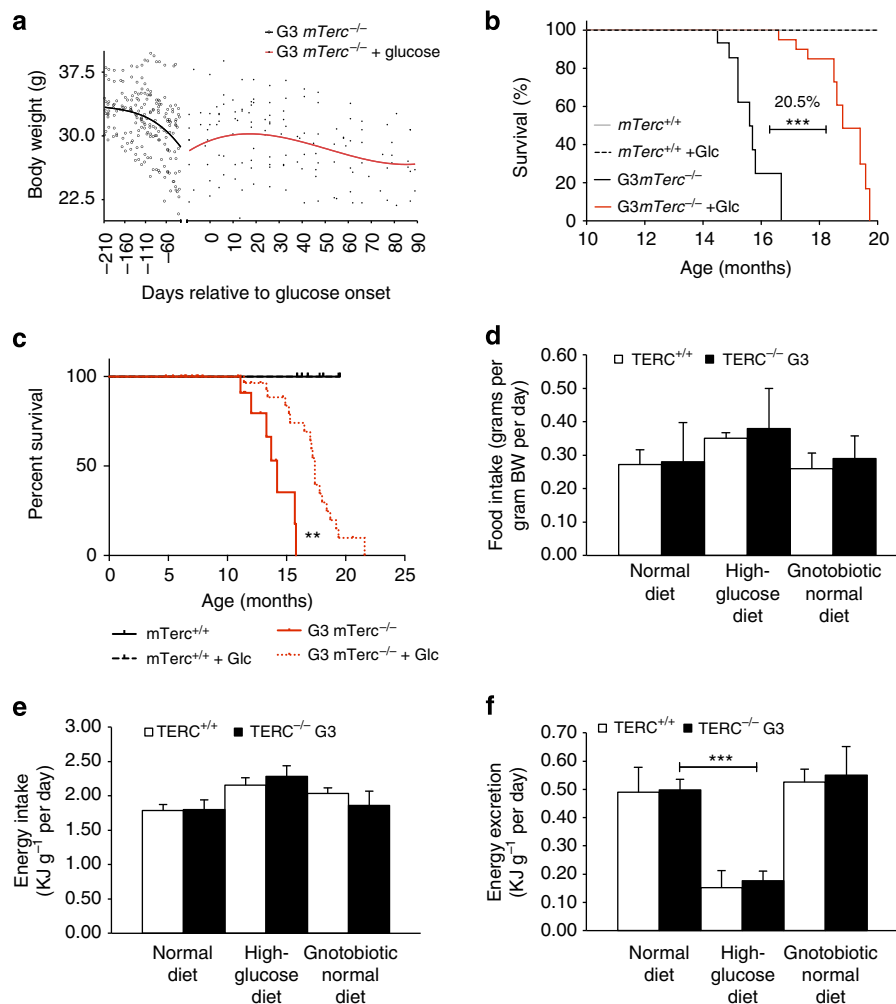 a
G3 mTerc−/−
G3 mTerc−/− + glucose
Body weight (g)
37.5
30.0
22.5
−210
−160
−110
−60
0
10
20
30
40
50
60
70
80
90
Days relative to glucose onset
b
Survival (%)
100
80
60
40
20
0
20.5%
***
mTerc+/+
mTerc+/+ +Glc
G3mTerc−/−
G3mTerc−/− +Glc
10 12 14 16 18 20
Age (months)
c
Percent survival
100
50
0
**
0 5 10 15 20 25
Age (months)
mTerc+/+
G3 mTerc−/−
mTerc+/+ + Glc
G3 mTerc−/− + Glc
d
TERC+/+ TERC−/− G3
Food intake (grams per
gram BW per day)
0.60
0.50
0.40
0.30
0.20
0.10
0.00
Normal
diet
High-
glucose
diet
Gnotobiotic
normal
diet
e
TERC+/+ TERC−/− G3
Energy intake
(KJ g−1 per day)
3.00
2.50
2.00
1.50
1.00
0.50
0.00
Normal
diet
High-
glucose
diet
Gnotobiotic
normal
diet
f
TERC+/+ TERC−/− G3
***
Energy excretion
(KJ g−1 per day)
0.70
0.60
0.50
0.40
0.30
0.20
0.10
0.00
Normal
diet
High-
glucose
diet
Gnotobiotic
normal
diet